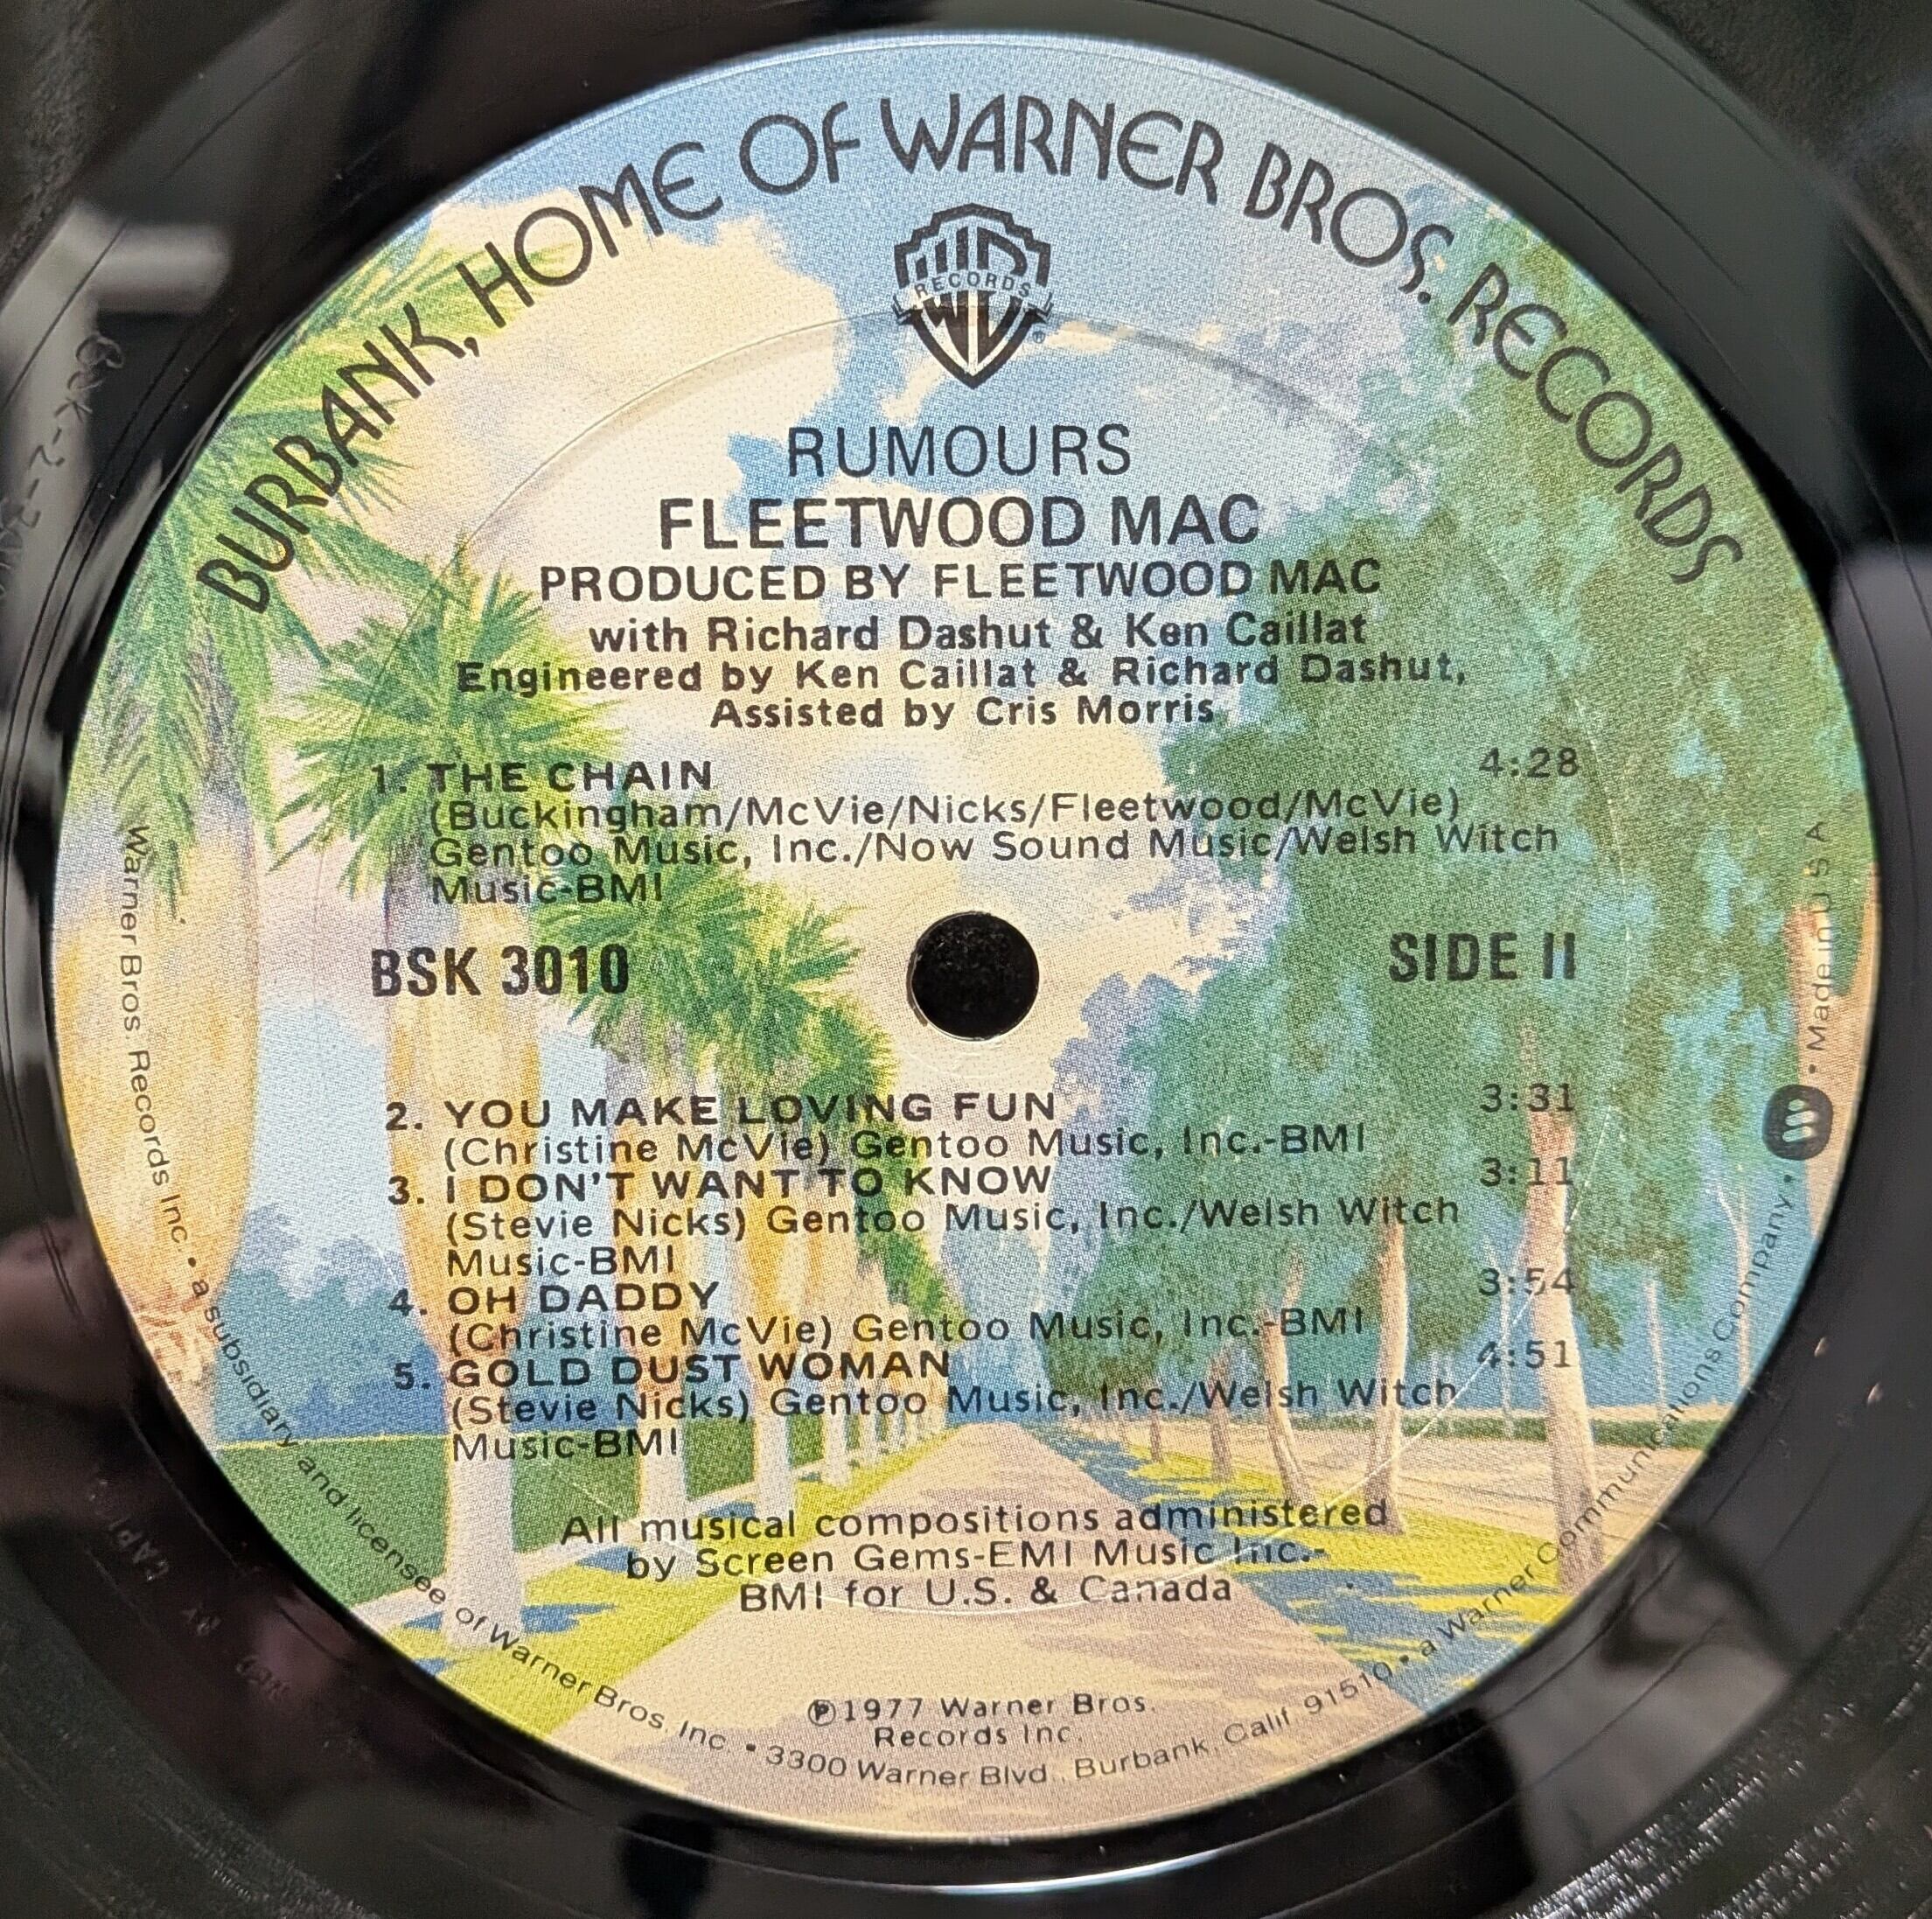 BURBANK, HOME OF WARNER BROS. RECORDS
RECORDS
RUMOURS
FLEETWOOD MAC
PRODUCED BY FLEETWOOD MAC
with Richard Dashut & Ken Caillat
Engineered by Ken Caillat & Richard Dashut,
Assisted by Cris Morris
1. THE CHAIN 4:28
(Buckingham/McVie/Nicks/Fleetwood/McVie)
Gentoo Music, Inc./Now Sound Music/Welsh Witch
Music-BMI
BSK 3010 SIDE II
2. YOU MAKE LOVING FUN 3:31
(Christine McVie) Gentoo Music, Inc.-BMI
3. I DON'T WANT TO KNOW 3:11
(Stevie Nicks) Gentoo Music, Inc./Welsh Witch
Music-BMI
4. OH DADDY 3:54
(Christine McVie) Gentoo Music, Inc.-BMI
5. GOLD DUST WOMAN 4:51
(Stevie Nicks) Gentoo Music, Inc./Welsh Witch
Music-BMI
All musical compositions administered
by Screen Gems-EMI Music Inc.-
BMI for U.S. & Canada
℗1977 Warner Bros.
Records Inc.
Warner Bros. Records Inc. • a subsidiary and licensee of Warner Bros. Inc. • 3300 Warner Blvd., Burbank, Calif 91510 • a Warner Communications Company • • Made in U S A